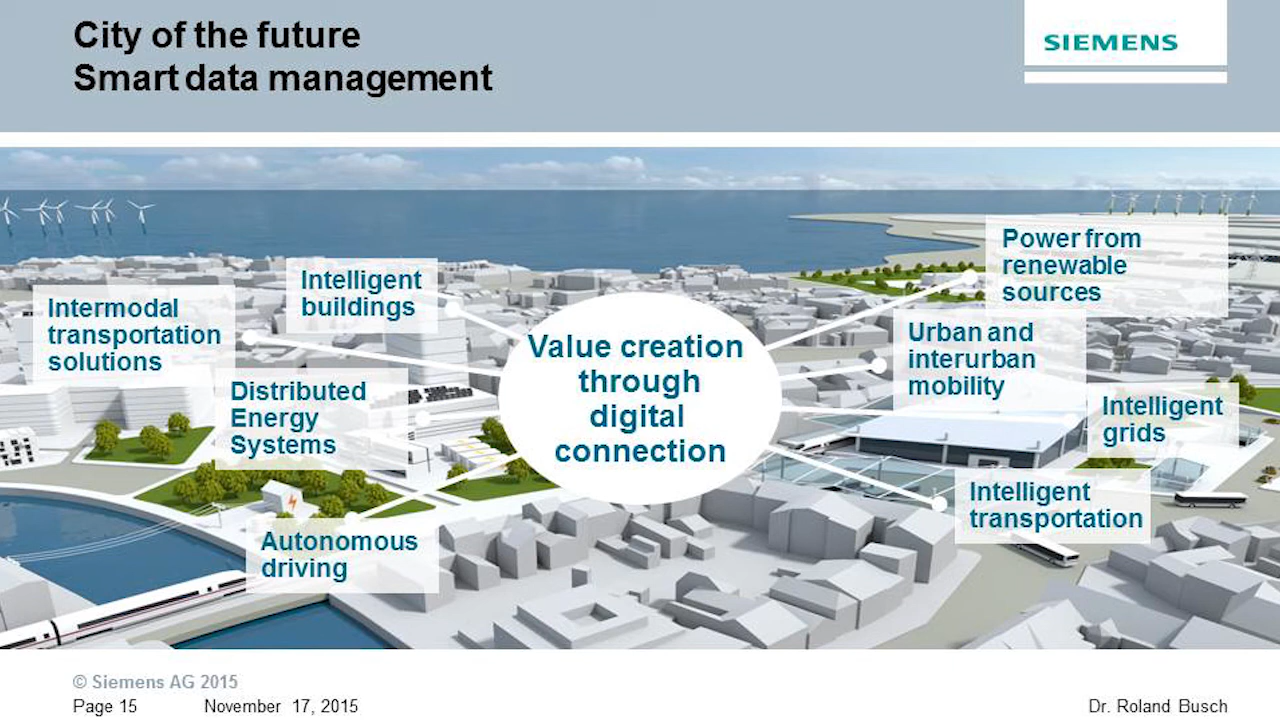 City of the future
Smart data management
SIEMENS
Power from
renewable
sources
Intelligent
buildings
Intermodal
transportation
solutions
Urban and
interurban
mobility
Value creation
through
digital
connection
Distributed
Energy
Systems
Intelligent
grids
Intelligent
transportation
Autonomous
driving
© Siemens AG 2015
Page 15 November 17, 2015 Dr. Roland Busch